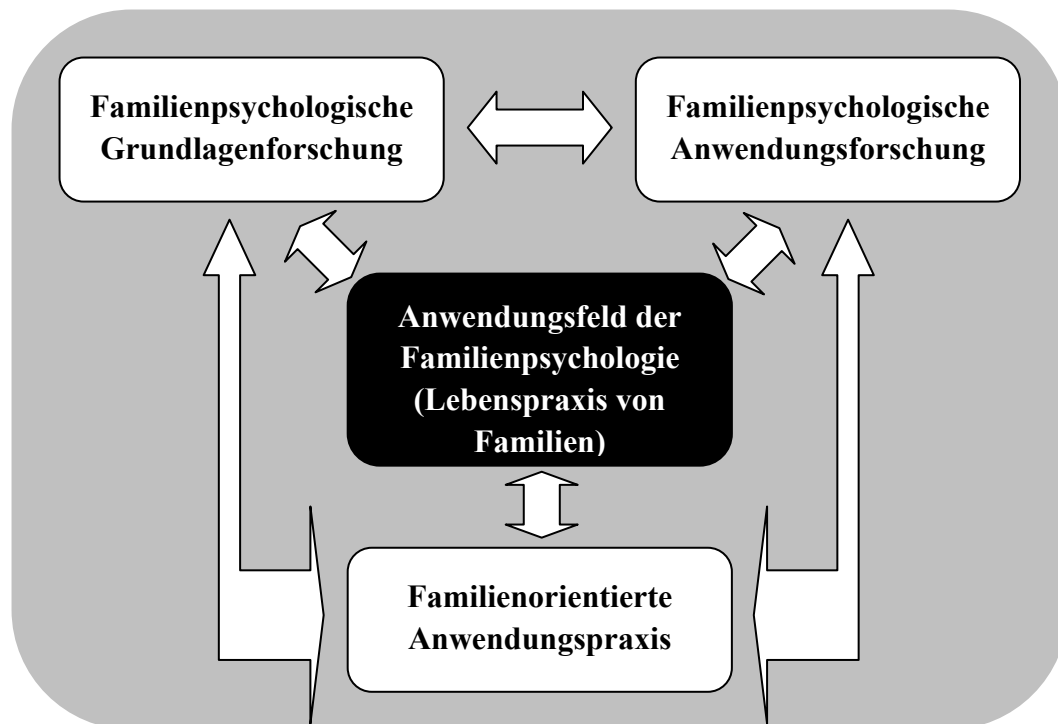 Familienpsychologische
Grundlagenforschung
Familienpsychologische
Anwendungsforschung
Anwendungsfeld der
Familienpsychologie
(Lebenspraxis von
Familien)
Familienorientierte
Anwendungspraxis